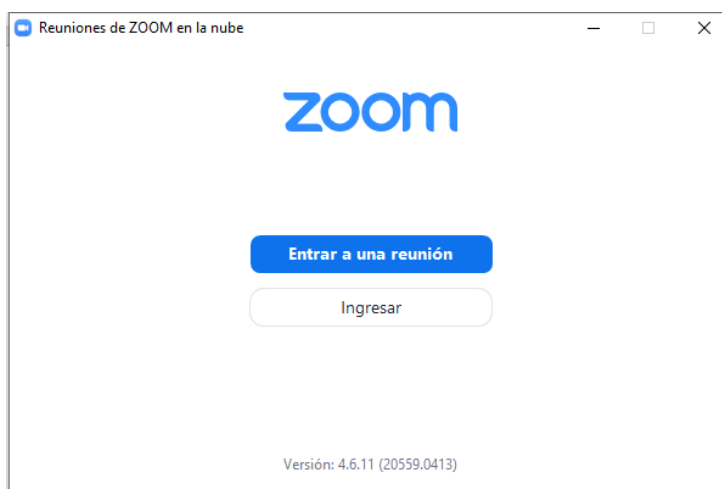 Reuniones de ZOOM en la nube
zoom
Entrar a una reunión
Ingresar
Versión: 4.6.11 (20559.0413)